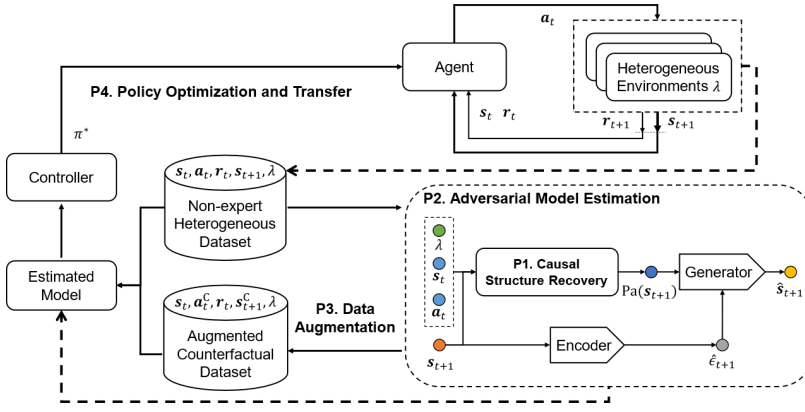 a_t
Agent
Heterogeneous
Environments λ
P4. Policy Optimization and Transfer
s_t r_t
r_{t+1} s_{t+1}
π*
Controller
s_t, a_t, r_t, s_{t+1}, λ
Non-expert
Heterogeneous
Dataset
P2. Adversarial Model Estimation
λ
s_t
a_t
s_{t+1}
P1. Causal
Structure Recovery
Pa(s_{t+1})
Generator
ŝ_{t+1}
Encoder
ε̂_{t+1}
Estimated
Model
P3. Data
Augmentation
s_t, a_t^C, r_t, s_{t+1}^C, λ
Augmented
Counterfactual
Dataset